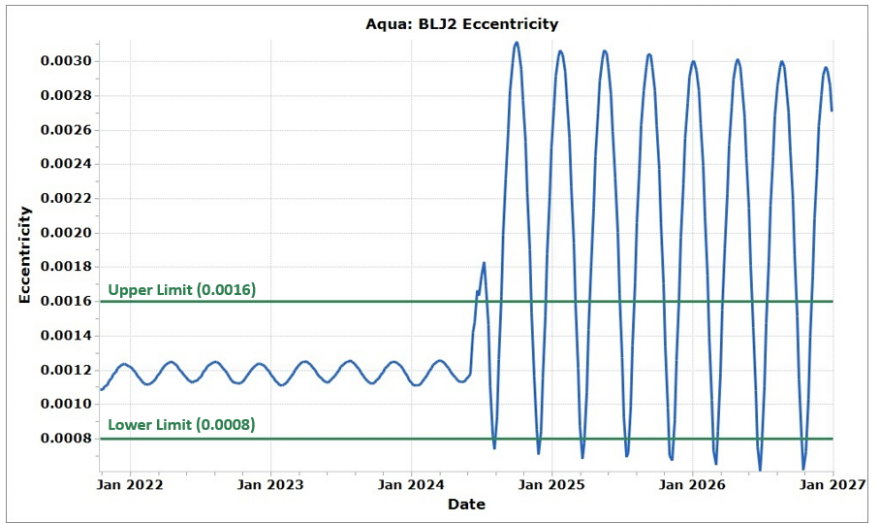 Aqua: BLJ2 Eccentricity
0.0030
0.0028
0.0026
0.0024
0.0022
0.0020
0.0018
0.0016
0.0014
0.0012
0.0010
0.0008
Eccentricity
Upper Limit (0.0016)
Lower Limit (0.0008)
Jan 2022
Jan 2023
Jan 2024
Jan 2025
Jan 2026
Jan 2027
Date